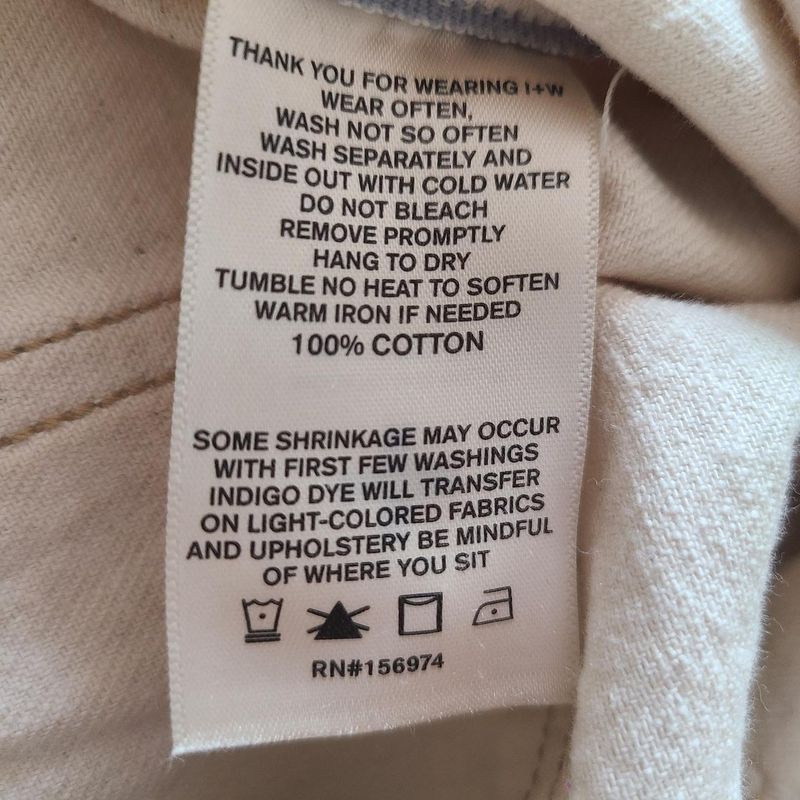 THANK YOU FOR WEARING I+W
WEAR OFTEN,
WASH NOT SO OFTEN
WASH SEPARATELY AND
INSIDE OUT WITH COLD WATER
DO NOT BLEACH
REMOVE PROMPTLY
HANG TO DRY
TUMBLE NO HEAT TO SOFTEN
WARM IRON IF NEEDED
100% COTTON
SOME SHRINKAGE MAY OCCUR
WITH FIRST FEW WASHINGS
INDIGO DYE WILL TRANSFER
ON LIGHT-COLORED FABRICS
AND UPHOLSTERY BE MINDFUL
OF WHERE YOU SIT
RN#156974